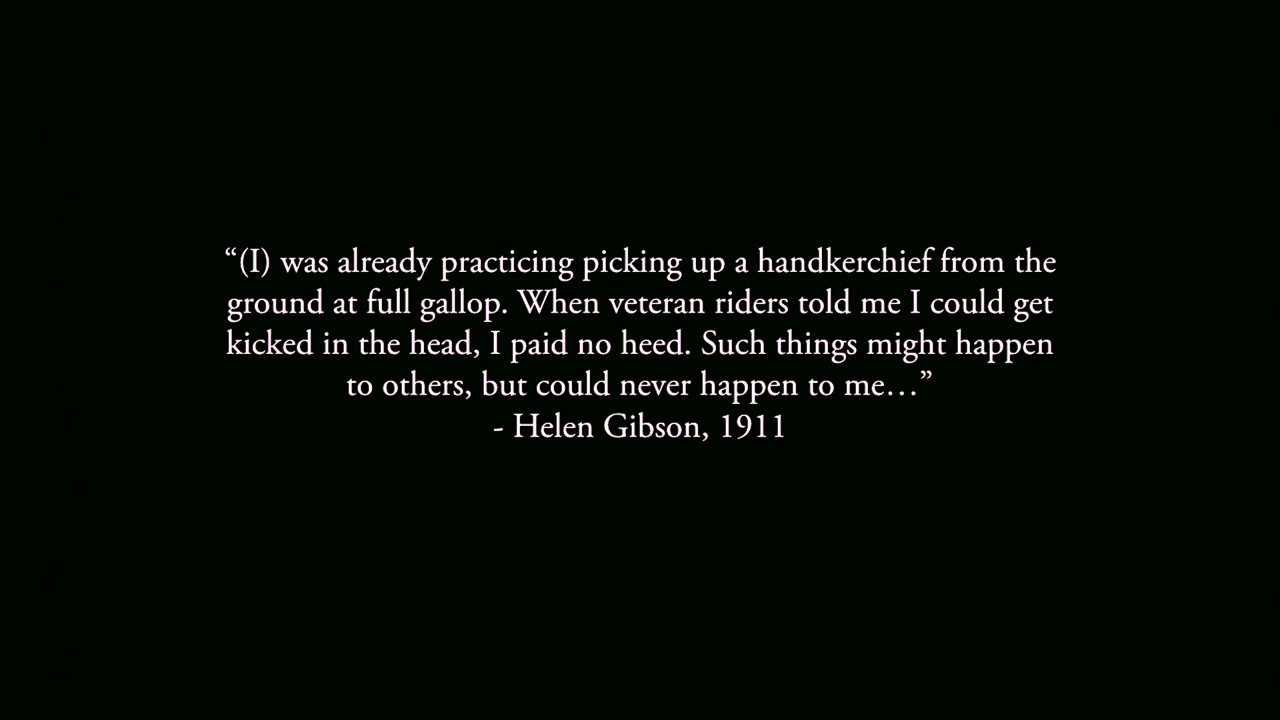 “(I) was already practicing picking up a handkerchief from the
ground at full gallop. When veteran riders told me I could get
kicked in the head, I paid no heed. Such things might happen
to others, but could never happen to me…”
- Helen Gibson, 1911